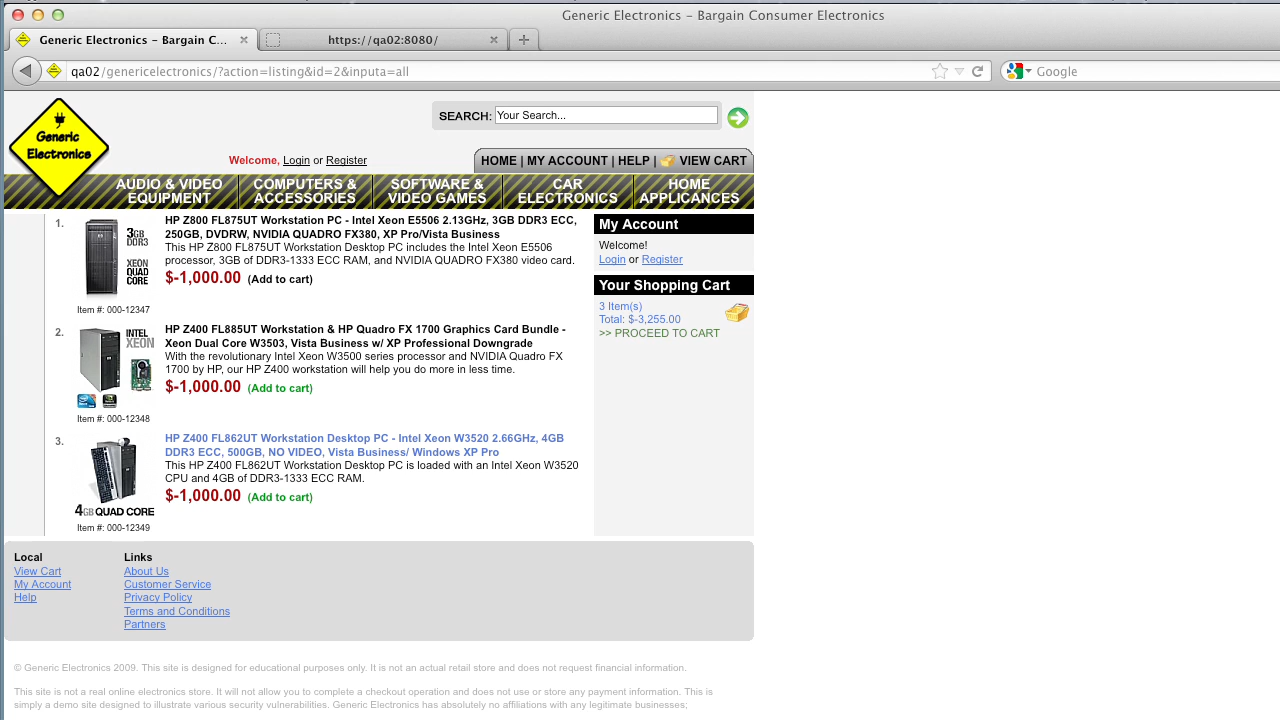 Generic Electronics - Bargain Consumer Electronics
Generic Electronics - Bargain C...
https://qa02:8080/
qa02/genericelectronics/?action=listing&id=2&inputa=all
Google
Generic
Electronics
SEARCH: Your Search...
Welcome, Login or Register
HOME | MY ACCOUNT | HELP | VIEW CART
AUDIO & VIDEO EQUIPMENT
COMPUTERS & ACCESSORIES
SOFTWARE & VIDEO GAMES
CAR ELECTRONICS
HOME APPLICANCES
1.
3GB
DDR3
XEON
QUAD
CORE
Item #: 000-12347
HP Z800 FL875UT Workstation PC - Intel Xeon E5506 2.13GHz, 3GB DDR3 ECC,
250GB, DVDRW, NVIDIA QUADRO FX380, XP Pro/Vista Business
This HP Z800 FL875UT Workstation Desktop PC includes the Intel Xeon E5506
processor, 3GB of DDR3-1333 ECC RAM, and NVIDIA QUADRO FX380 video card.
$-1,000.00 (Add to cart)
2.
INTEL
XEON
Item #: 000-12348
HP Z400 FL885UT Workstation & HP Quadro FX 1700 Graphics Card Bundle -
Xeon Dual Core W3503, Vista Business w/ XP Professional Downgrade
With the revolutionary Intel Xeon W3500 series processor and NVIDIA Quadro FX
1700 by HP, our HP Z400 workstation will help you do more in less time.
$-1,000.00 (Add to cart)
3.
4GB QUAD CORE
Item #: 000-12349
HP Z400 FL862UT Workstation Desktop PC - Intel Xeon W3520 2.66GHz, 4GB
DDR3 ECC, 500GB, NO VIDEO, Vista Business/ Windows XP Pro
This HP Z400 FL862UT Workstation Desktop PC is loaded with an Intel Xeon W3520
CPU and 4GB of DDR3-1333 ECC RAM.
$-1,000.00 (Add to cart)
My Account
Welcome!
Login or Register
Your Shopping Cart
3 Item(s)
Total: $-3,255.00
>> PROCEED TO CART
Local
View Cart
My Account
Help
Links
About Us
Customer Service
Privacy Policy
Terms and Conditions
Partners
© Generic Electronics 2009. This site is designed for educational purposes only. It is not an actual retail store and does not request financial information.
This site is not a real online electronics store. It will not allow you to complete a checkout operation and does not use or store any payment information. This is
simply a demo site designed to illustrate various security vulnerabilities. Generic Electronics has absolutely no affiliations with any legitimate businesses;